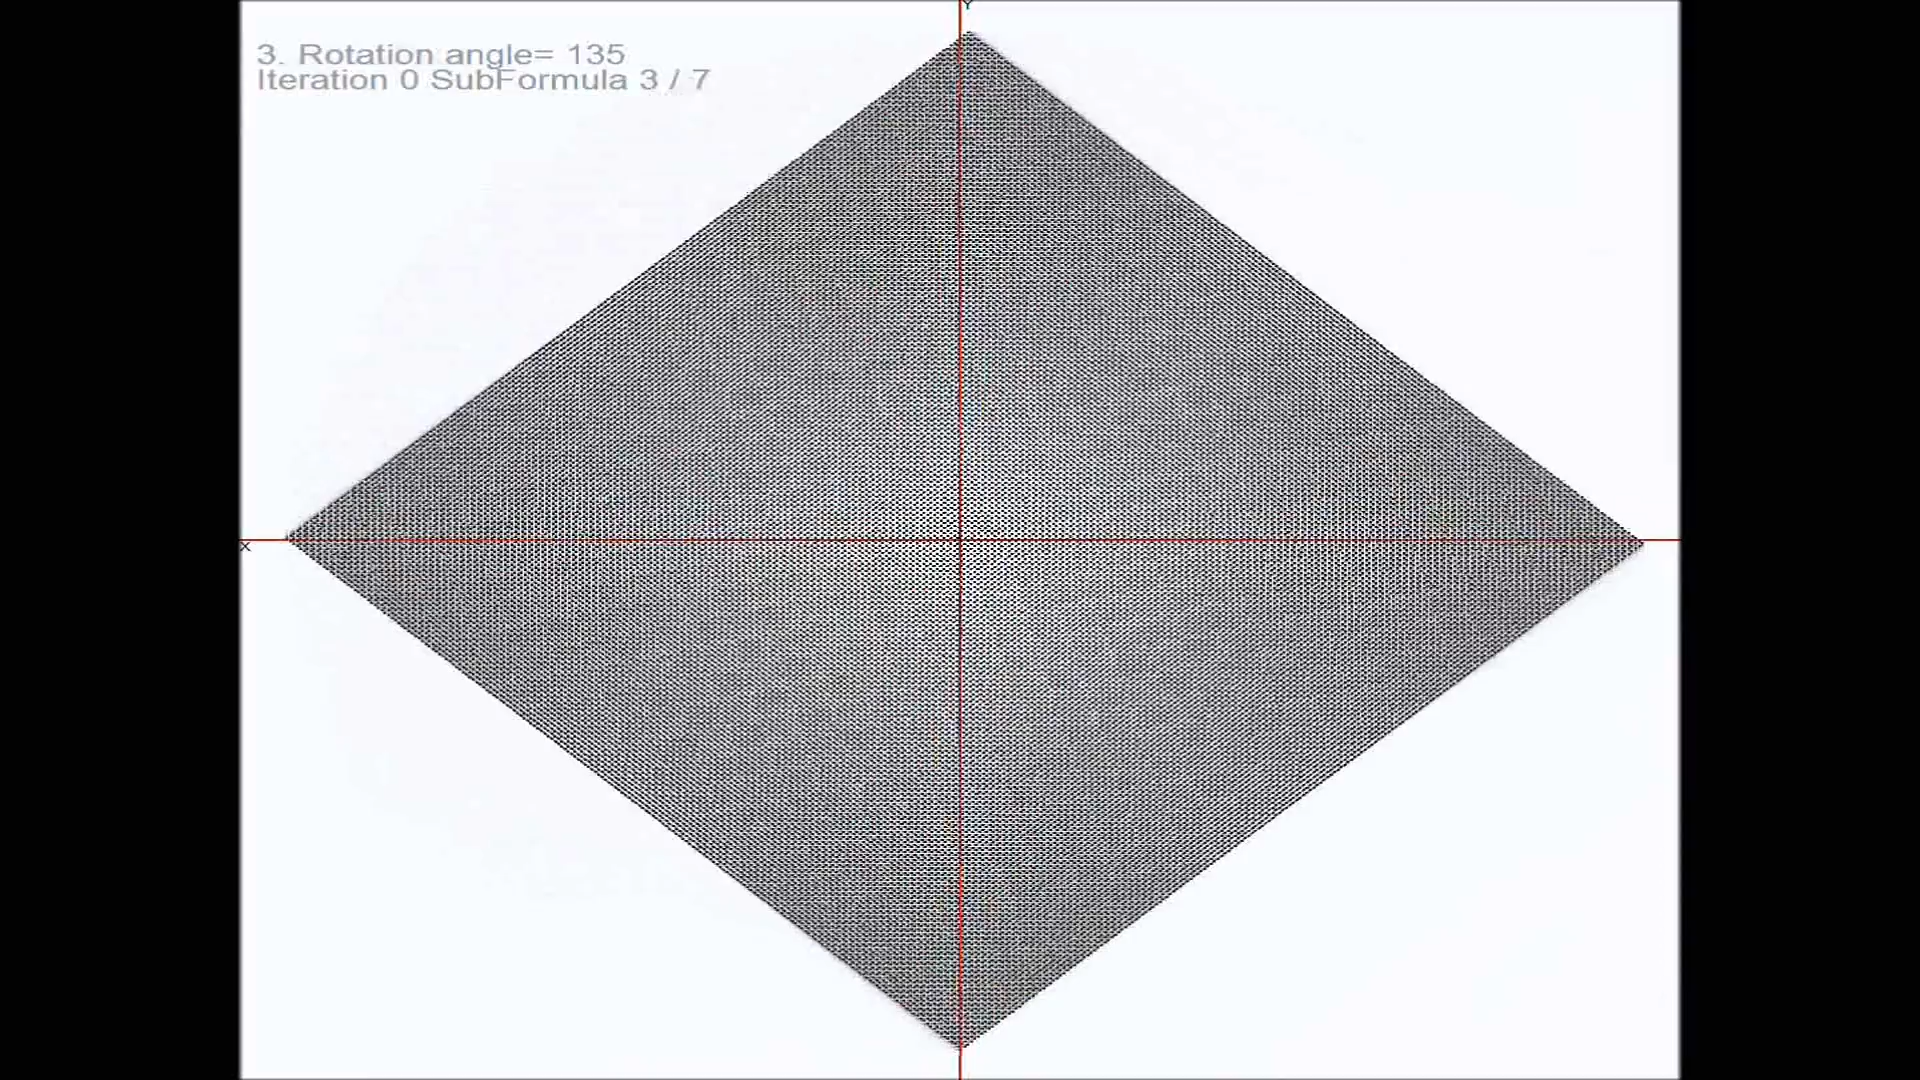 Y
3. Rotation angle= 135
Iteration 0 SubFormula 3 / 7
X